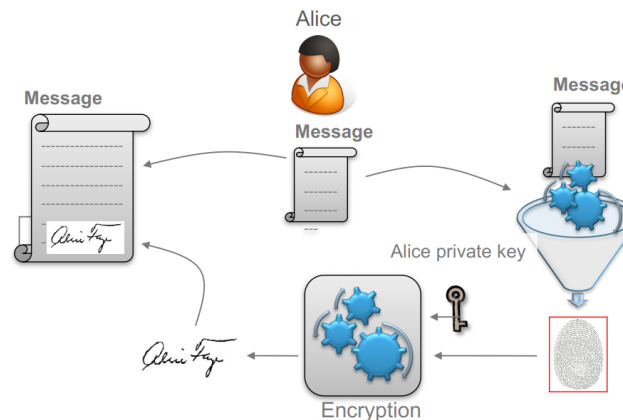 Alice
Message
Message
Message
Alice private key
Encryption